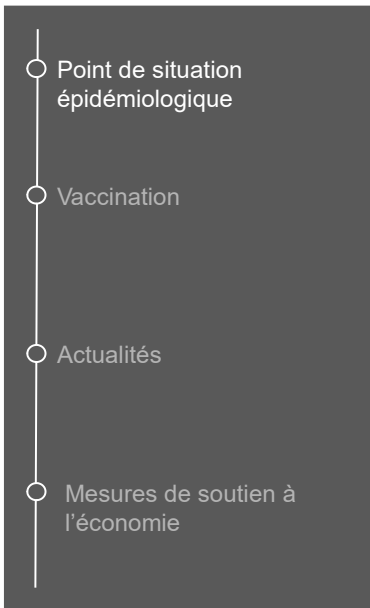 Point de situation
épidémiologique
Vaccination
Actualités
Mesures de soutien à
l’économie